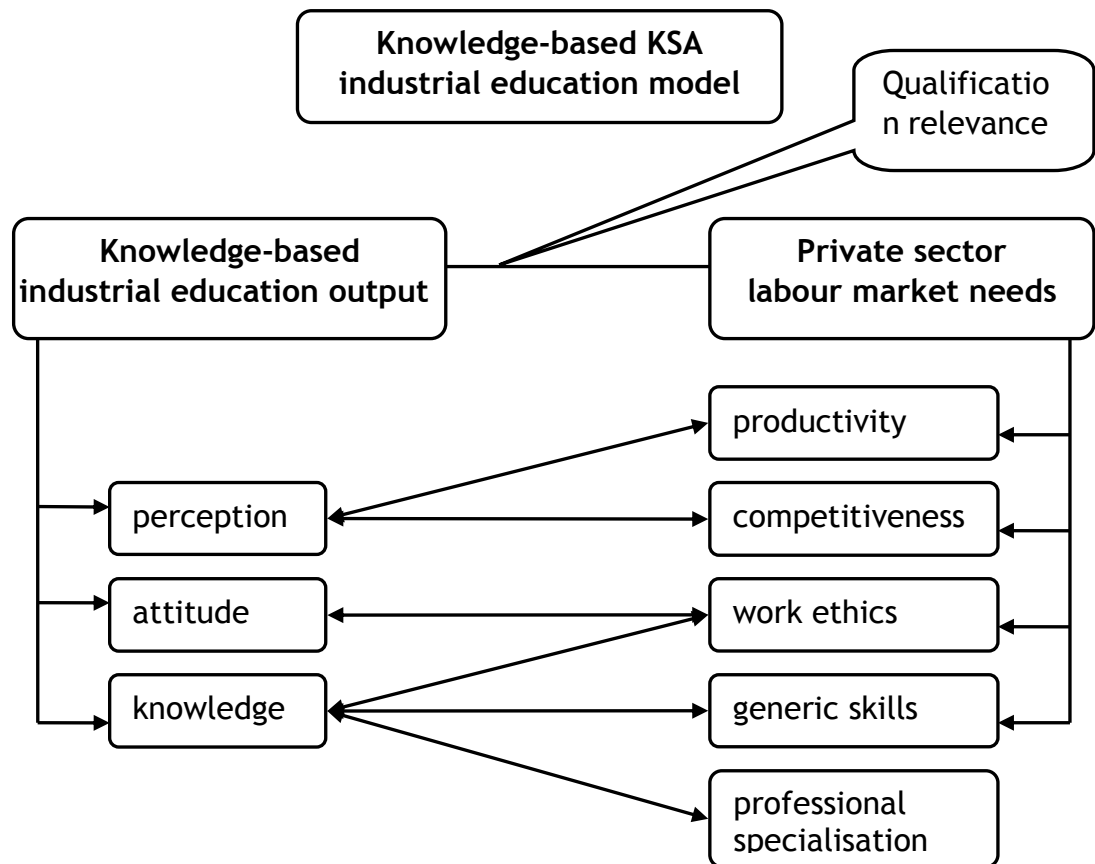 Knowledge-based KSA
industrial education model
Qualificatio
n relevance
Knowledge-based
industrial education output
Private sector
labour market needs
productivity
perception
competitiveness
attitude
work ethics
knowledge
generic skills
professional
specialisation